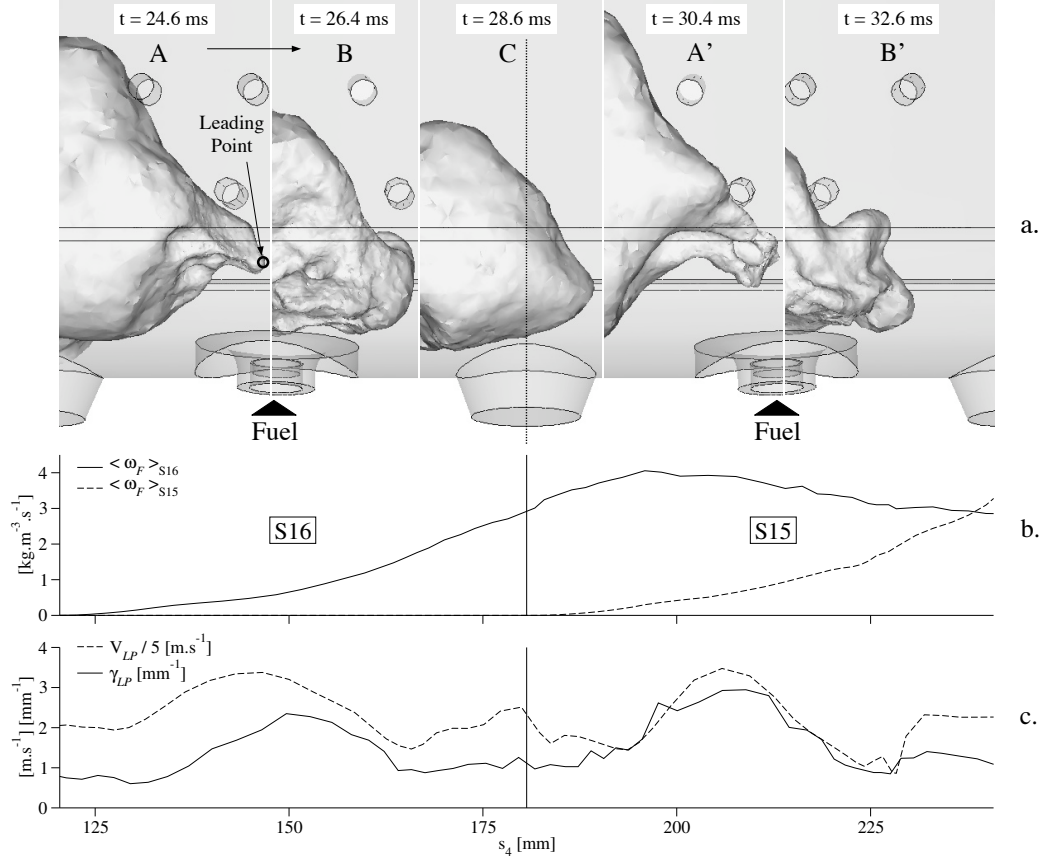 t = 24.6 ms t = 26.4 ms t = 28.6 ms t = 30.4 ms t = 32.6 ms
A B C A’ B’
Leading
Point
a.
Fuel Fuel
< ω_F >_S16
< ω_F >_S15
[kg.m⁻³.s⁻¹]
4
3
2
1
0
S16 S15
b.
V_LP / 5 [m.s⁻¹]
γ_LP [mm⁻¹]
[m.s⁻¹] [mm⁻¹]
4
3
2
1
0
c.
125 150 175 200 225
s₄ [mm]